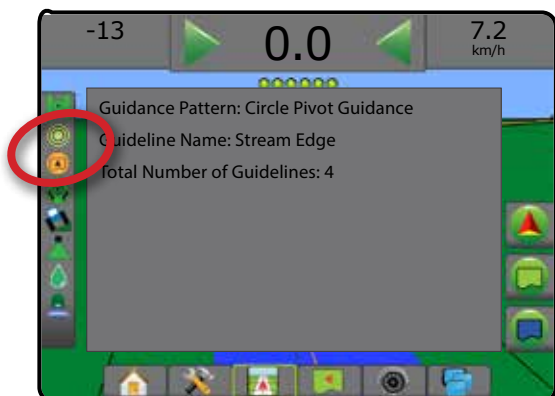 -13
0.0
7.2
km/h
Guidance Pattern: Circle Pivot Guidance
Guideline Name: Stream Edge
Total Number of Guidelines: 4